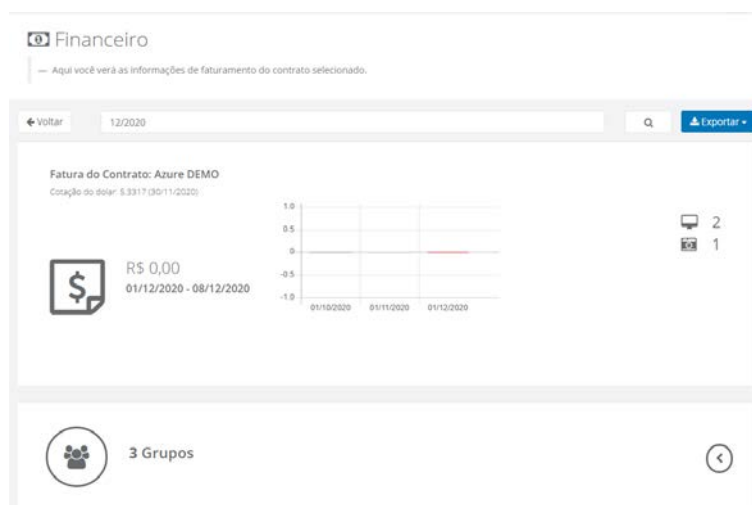 Financeiro
— Aqui você verá as informações de faturamento do contrato selecionado.
Voltar
12/2020
Exportar
Fatura do Contrato: Azure DEMO
Cotação do dolar: 5.3317 (30/11/2020)
1.0
0.5
0
-0.5
-1.0
01/10/2020 01/11/2020 01/12/2020
R$ 0,00
01/12/2020 - 08/12/2020
2
1
3 Grupos